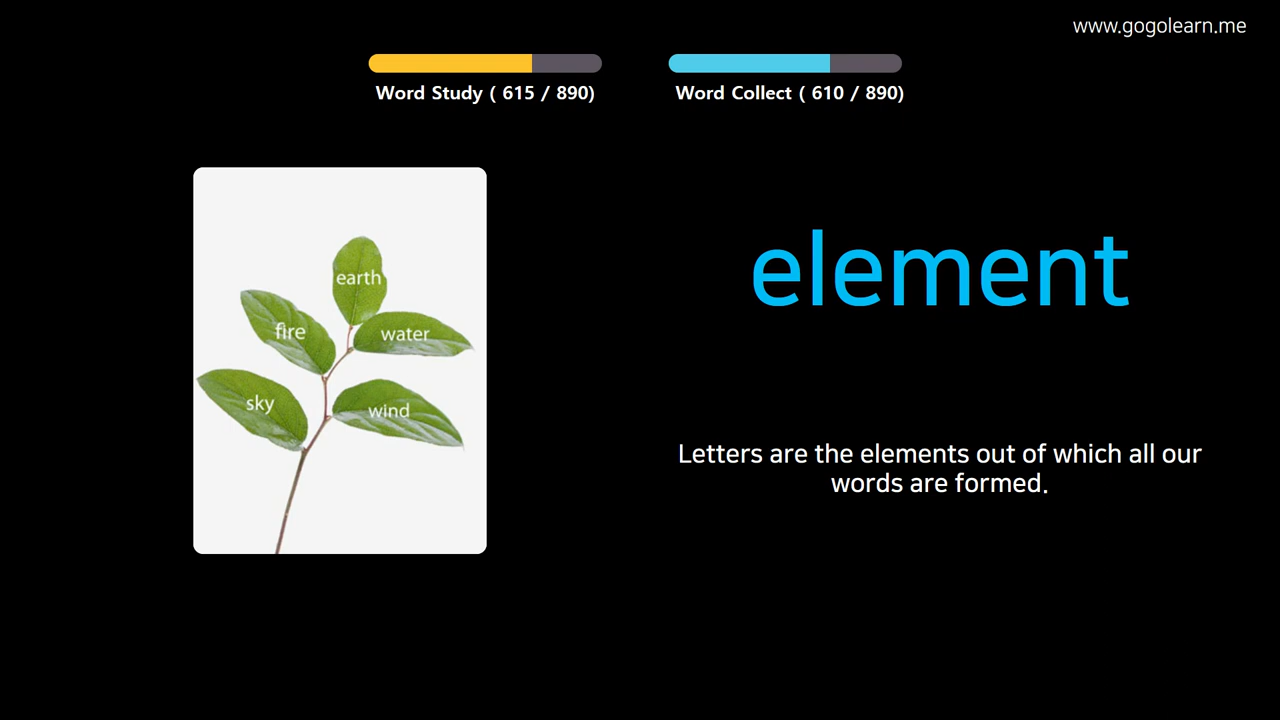 www.gogolearn.me
Word Study ( 615 / 890)
Word Collect ( 610 / 890)
earth
fire
water
sky
wind
element
Letters are the elements out of which all our
words are formed.